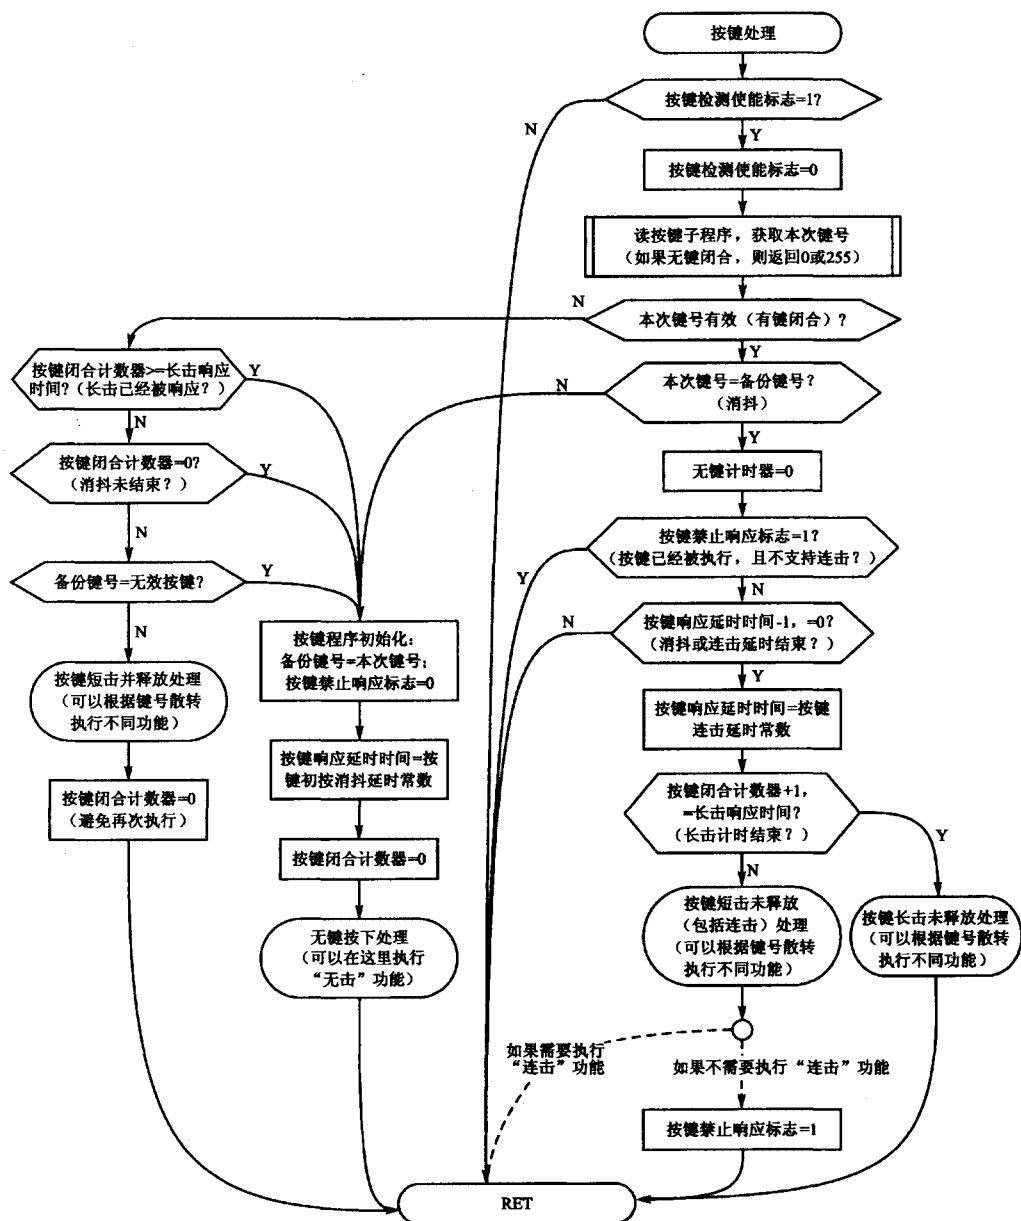 按键处理
按键检测使能标志=1?
N
Y
按键检测使能标志=0
读按键子程序，获取本次键号
（如果无键闭合，则返回0或255）
N
本次键号有效（有键闭合）?
Y
按键闭合计数器>=长击响应
时间?（长击已经被响应?）
Y
N
本次键号=备份键号?
（消抖）
N
Y
按键闭合计数器=0?
（消抖未结束?）
Y
N
无键计时器=0
按键禁止响应标志=1?
（按键已经被执行，且不支持连击?）
Y
N
备份键号=无效按键?
Y
N
按键响应延时时间-1，=0?
（消抖或连击延时结束?）
N
Y
按键程序初始化：
备份键号=本次键号；
按键禁止响应标志=0
按键短击并释放处理
（可以根据键号散转
执行不同功能）
按键响应延时时间=按键
连击延时常数
按键响应延时时间=按
键初按消抖延时常数
按键闭合计数器=0
（避免再次执行）
按键闭合计数器+1，
=长击响应时间?
（长击计时结束?）
Y
N
按键闭合计数器=0
按键短击未释放
（包括连击）处理
（可以根据键号散转
执行不同功能）
按键长击未释放处理
（可以根据键号散转
执行不同功能）
无键按下处理
（可以在这里执行
“无击”功能）
如果需要执行
“连击”功能
如果不需要执行“连击”功能
按键禁止响应标志=1
RET